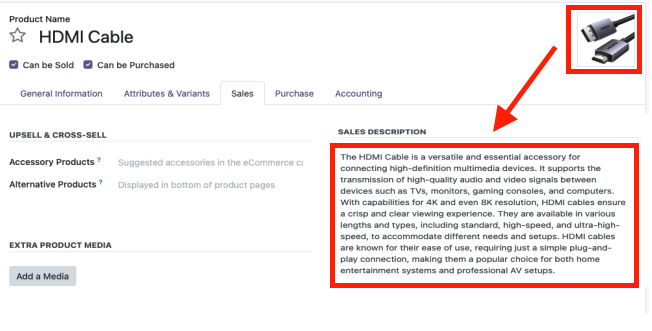 Product Name
HDMI Cable
Can be Sold Can be Purchased
General Information Attributes & Variants Sales Purchase Accounting
UPSELL & CROSS-SELL
Accessory Products ? Suggested accessories in the eCommerce ca
Alternative Products ? Displayed in bottom of product pages
EXTRA PRODUCT MEDIA
Add a Media
SALES DESCRIPTION
The HDMI Cable is a versatile and essential accessory for
connecting high-definition multimedia devices. It supports the
transmission of high-quality audio and video signals between
devices such as TVs, monitors, gaming consoles, and computers.
With capabilities for 4K and even 8K resolution, HDMI cables ensure
a crisp and clear viewing experience. They are available in various
lengths and types, including standard, high-speed, and ultra-high-
speed, to accommodate different needs and setups. HDMI cables
are known for their ease of use, requiring just a simple plug-and-
play connection, making them a popular choice for both home
entertainment systems and professional AV setups.